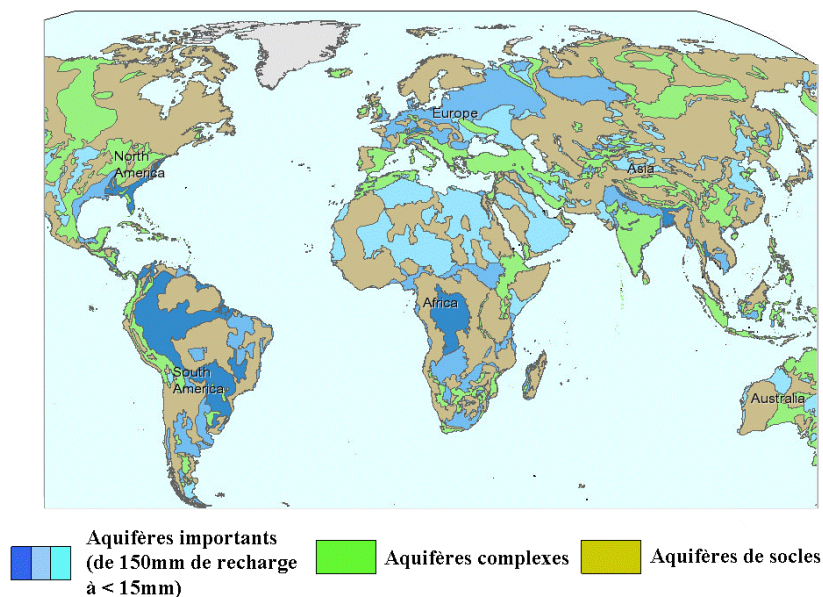 Europe
North
America
Asia
Africa
South
America
Australia
Aquifères importants
(de 150mm de recharge
à < 15mm)
Aquifères complexes
Aquifères de socles